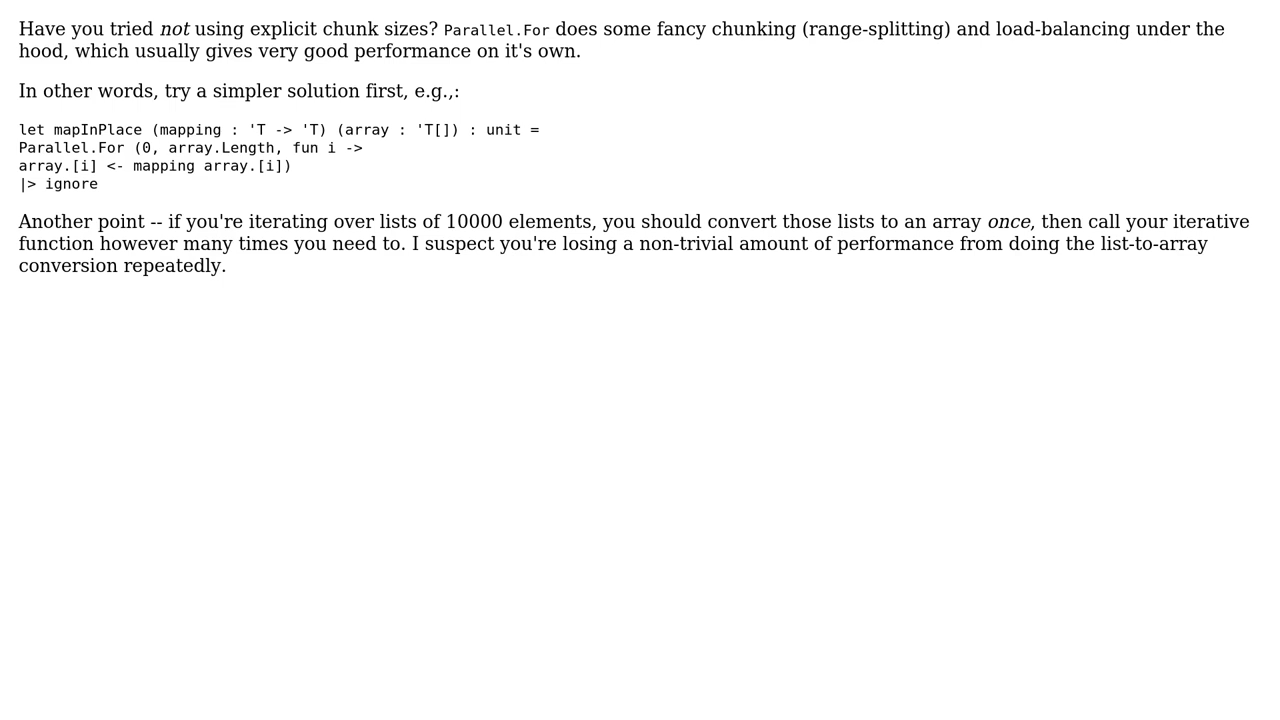 Have you tried not using explicit chunk sizes? Parallel.For does some fancy chunking (range-splitting) and load-balancing under the
hood, which usually gives very good performance on it's own.
In other words, try a simpler solution first, e.g.,:
let mapInPlace (mapping : 'T -> 'T) (array : 'T[]) : unit =
Parallel.For (0, array.Length, fun i ->
array.[i] <- mapping array.[i])
|> ignore
Another point -- if you're iterating over lists of 10000 elements, you should convert those lists to an array once, then call your iterative
function however many times you need to. I suspect you're losing a non-trivial amount of performance from doing the list-to-array
conversion repeatedly.